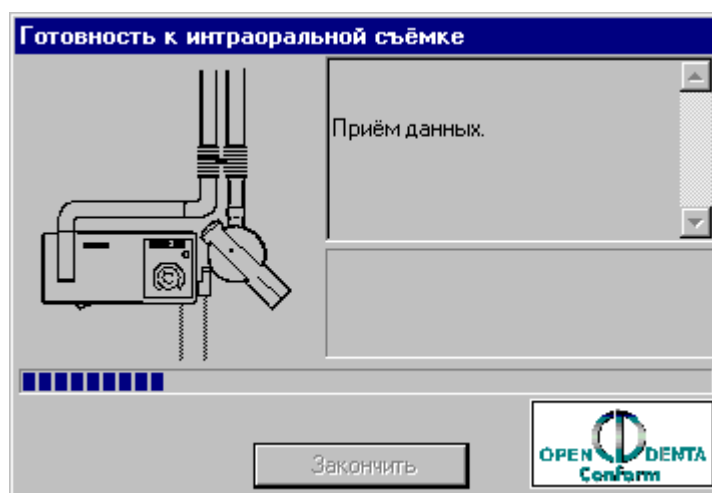 Готовность к интраоральной съёмке
Приём данных.
Закончить
OPEN DENTA
Conform